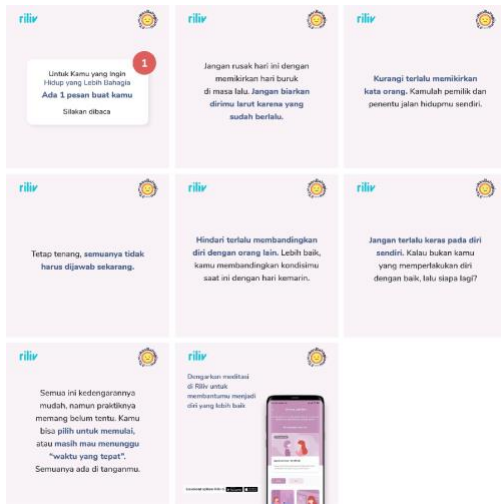 riliv
1
Untuk Kamu yang Ingin
Hidup yang Lebih Bahagia
Ada 1 pesan buat kamu
Silakan dibaca
riliv
Jangan rusak hari ini dengan
memikirkan hari buruk
di masa lalu. Jangan biarkan
dirimu larut karena yang
sudah berlalu.
riliv
Kurangi terlalu memikirkan
kata orang. Kamulah pemilik dan
penentu jalan hidupmu sendiri.
riliv
Tetap tenang, semuanya tidak
harus dijawab sekarang.
riliv
Hindari terlalu membandingkan
diri dengan orang lain. Lebih baik,
kamu membandingkan kondisimu
saat ini dengan hari kemarin.
riliv
Jangan terlalu keras pada diri
sendiri. Kalau bukan kamu
yang memperlakukan diri
dengan baik, lalu siapa lagi?
riliv
Semua ini kedengarannya
mudah, namun praktiknya
memang belum tentu. Kamu
bisa pilih untuk memulai,
atau masih mau menunggu
"waktu yang tepat".
Semuanya ada di tanganmu.
riliv
Dengarkan meditasi
di Riliv untuk
membantumu menjadi
diri yang lebih baik